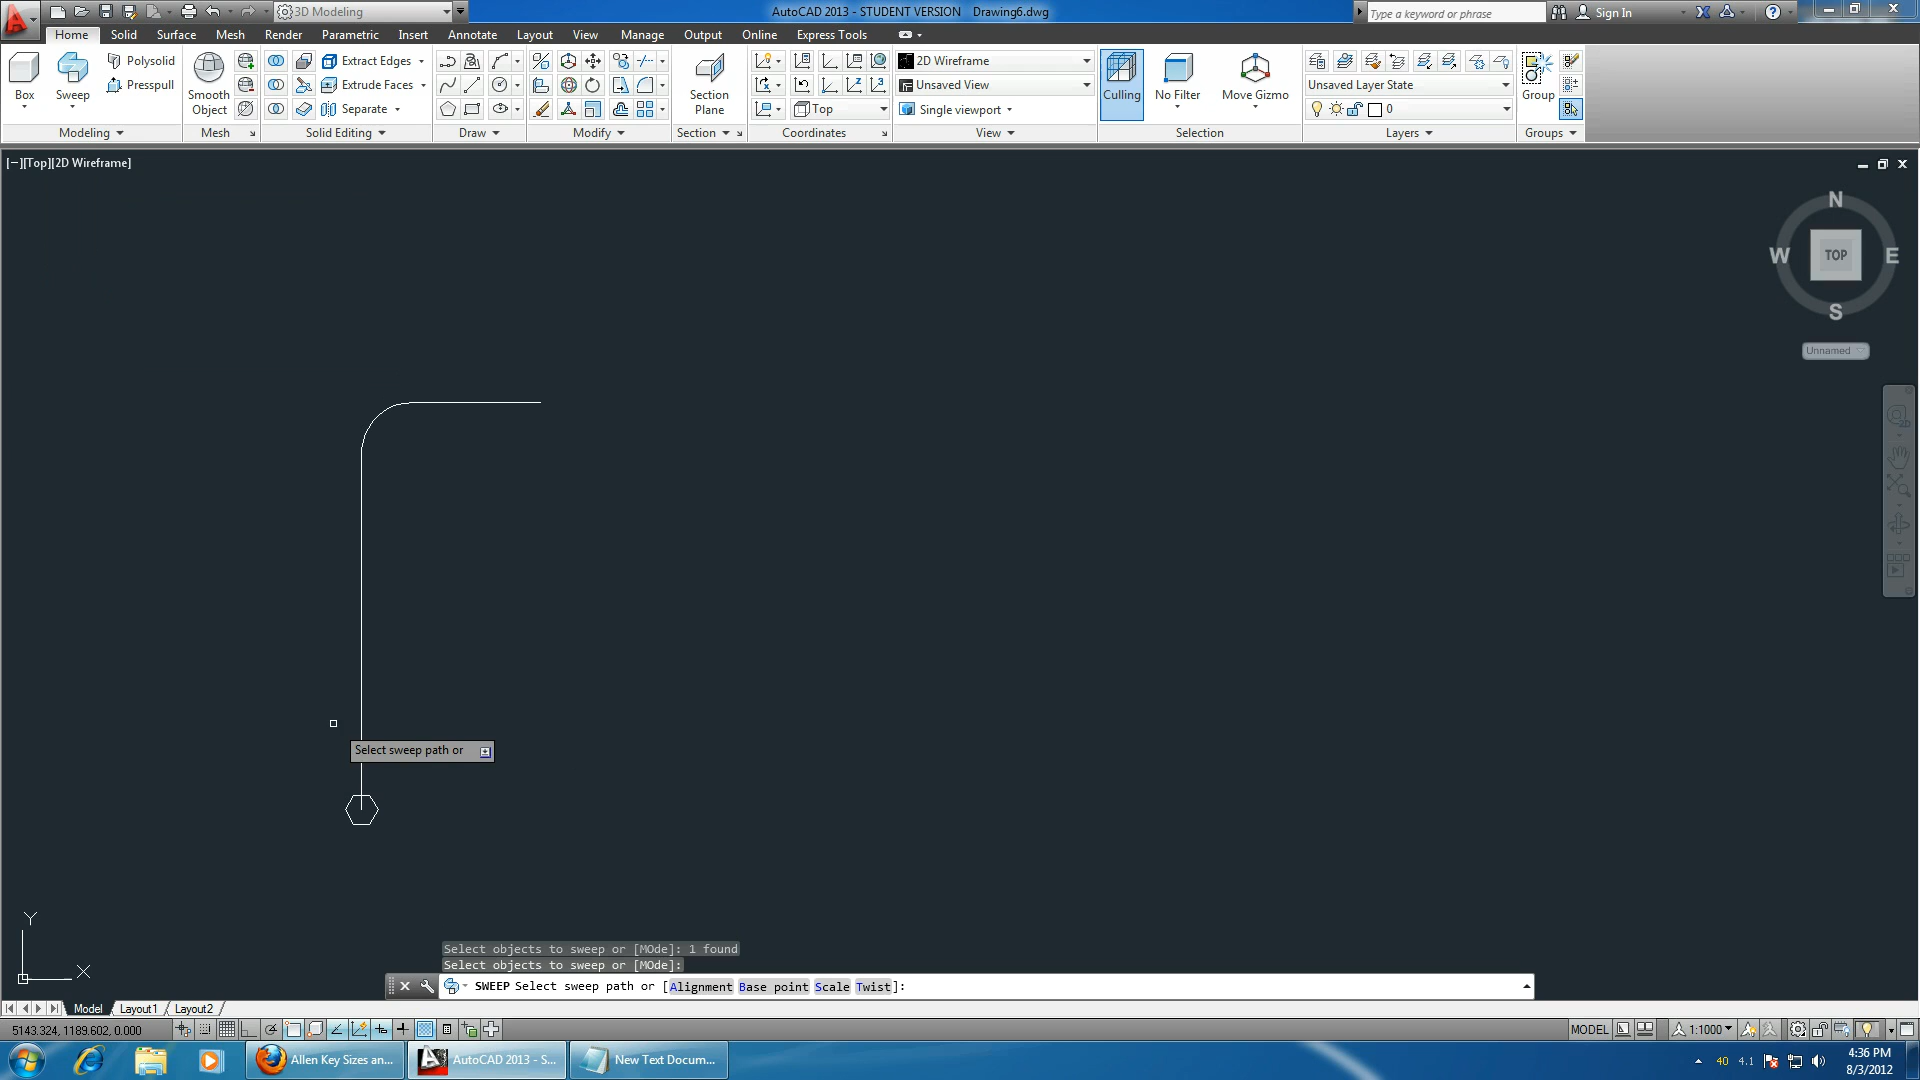 3D Modeling
AutoCAD 2013 - STUDENT VERSION Drawing6.dwg
Type a keyword or phrase
Sign In
Home Solid Surface Mesh Render Parametric Insert Annotate Layout View Manage Output Online Express Tools
Box
Sweep
Polysolid
Presspull
Modeling
Smooth
Object
Mesh
Extract Edges
Extrude Faces
Separate
Solid Editing
Draw
Modify
Section
Plane
Section
Top
Coordinates
2D Wireframe
Unsaved View
Single viewport
View
Culling
No Filter
Move Gizmo
Selection
Unsaved Layer State
0
Layers
Group
Groups
[−][Top][2D Wireframe]
N
W TOP E
S
Unnamed
2D
Select sweep path or
Y
X
Select objects to sweep or [MOde]: 1 found
Select objects to sweep or [MOde]:
SWEEP Select sweep path or [Alignment Base point Scale Twist]:
Model Layout1 Layout2
5143.324, 1189.602, 0.000
MODEL
1:1000
Allen Key Sizes an...
AutoCAD 2013 - S...
New Text Docum...
40 4.1
4:36 PM
8/3/2012